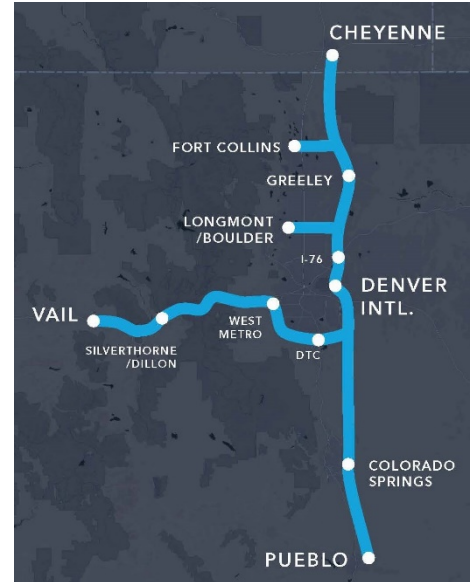 CHEYENNE
FORT COLLINS
GREELEY
LONGMONT
/BOULDER
I-76
DENVER
INTL.
VAIL
WEST
METRO
SILVERTHORNE
/DILLON
DTC
COLORADO
SPRINGS
PUEBLO